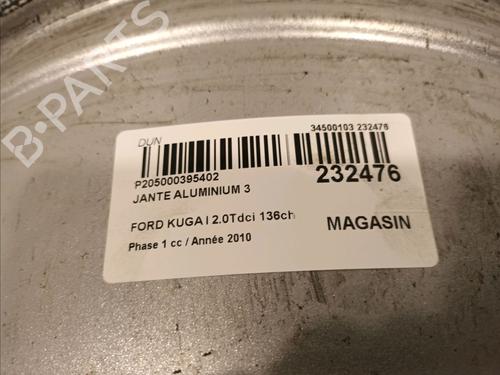 B-PARTS
DUN
34500103 232476
P205000395402
232476
JANTE ALUMINIUM 3
FORD KUGA I 2.0Tdci 136ch
MAGASIN
Phase 1 cc / Année 2010